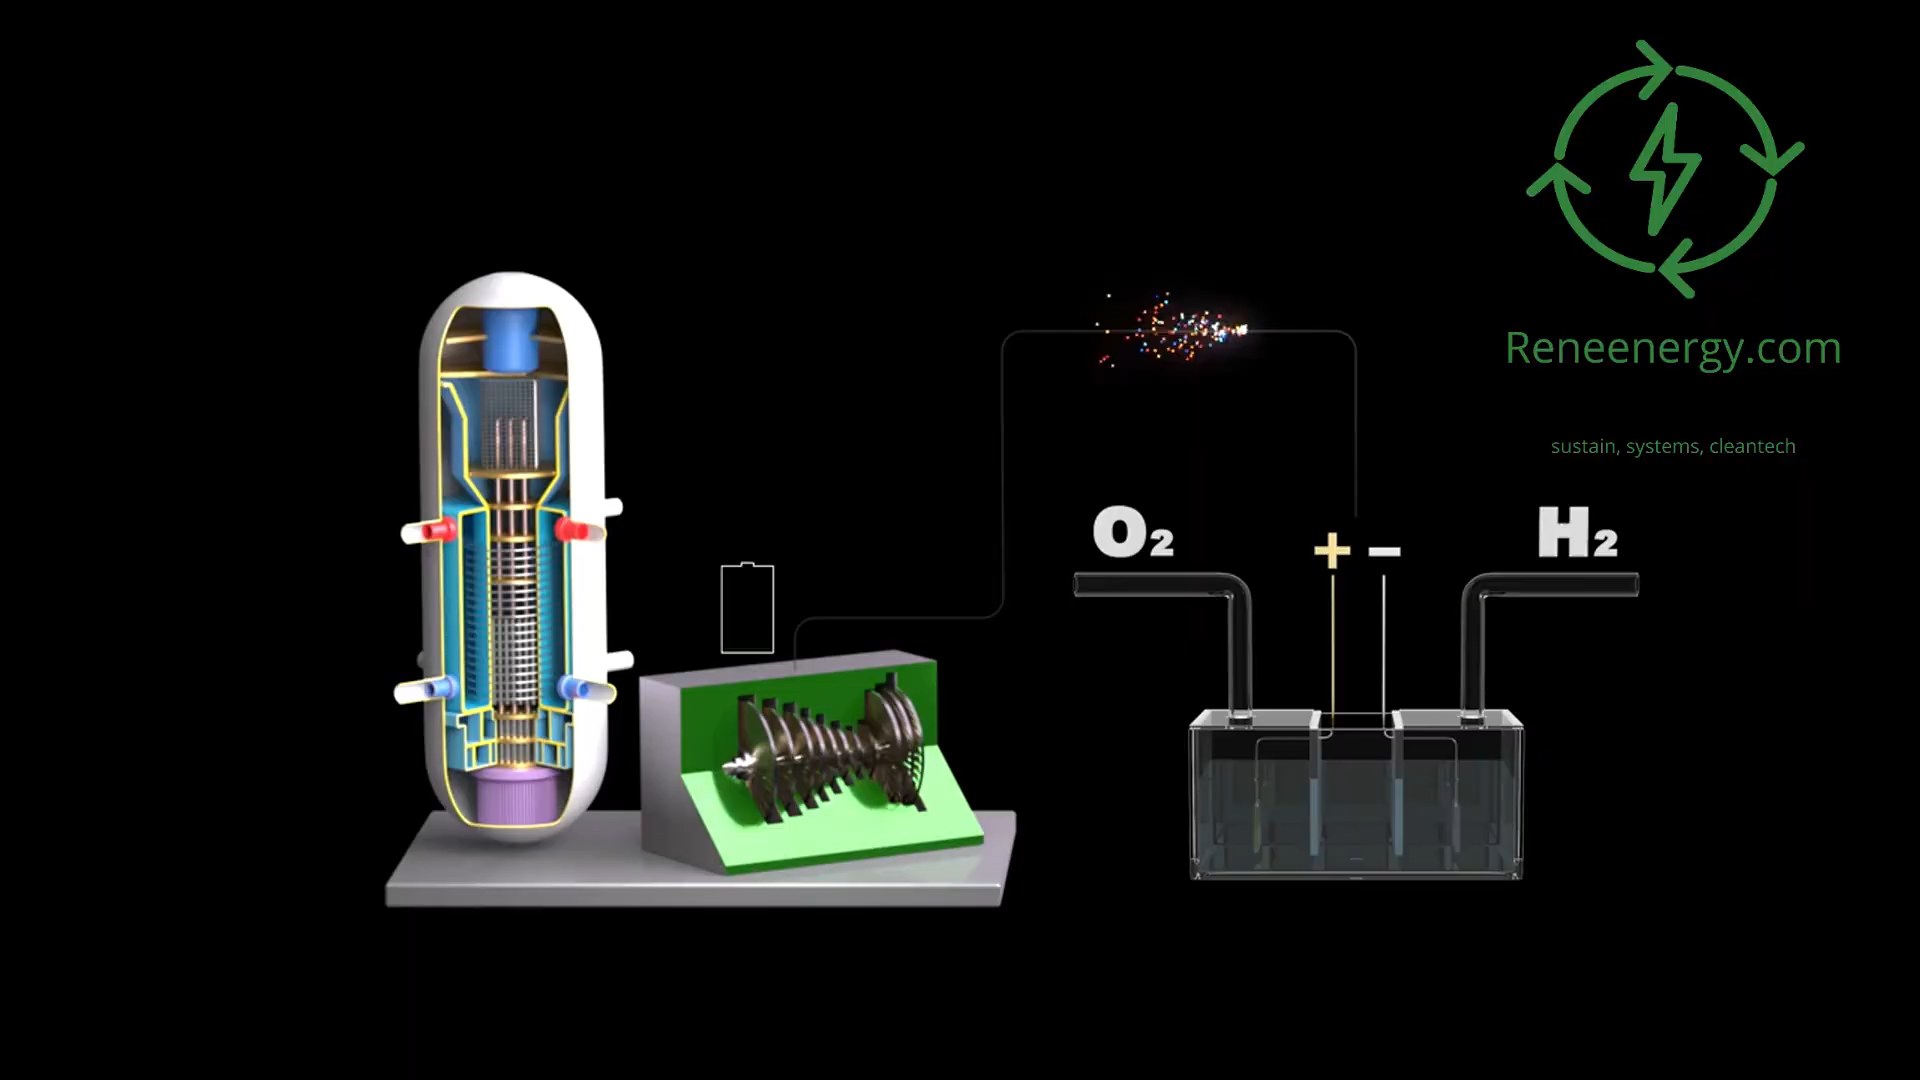 Reneenergy.com
sustain, systems, cleantech
O₂
+ −
H₂